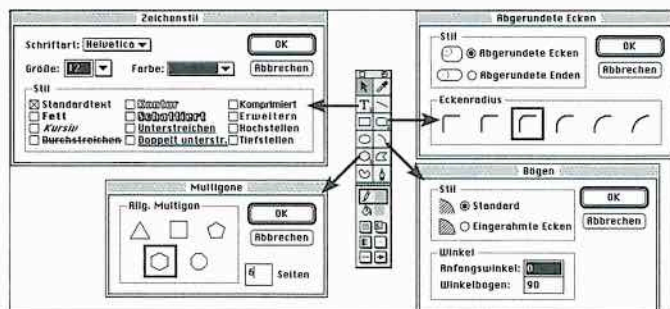 Zeichenstil
Schriftart: Helvetica
OK
Größe: 12
Farbe:
Abbrechen
Stil
Standardtext
Kontur
Komprimiert
Fett
Schattiert
Erweitern
Kursiv
Unterstreichen
Hochstellen
Durchstreichen
Doppelt unterstr.
Tiefstellen
Abgerundete Ecken
Stil
Abgerundete Ecken
OK
Abgerundete Enden
Abbrechen
Eckenradius
T
Multigone
Allg. Multigon
OK
Abbrechen
6 Seiten
Bögen
Stil
Standard
OK
Eingerahmte Ecken
Abbrechen
Winkel
Anfangswinkel: 0
Winkelbogen: 90